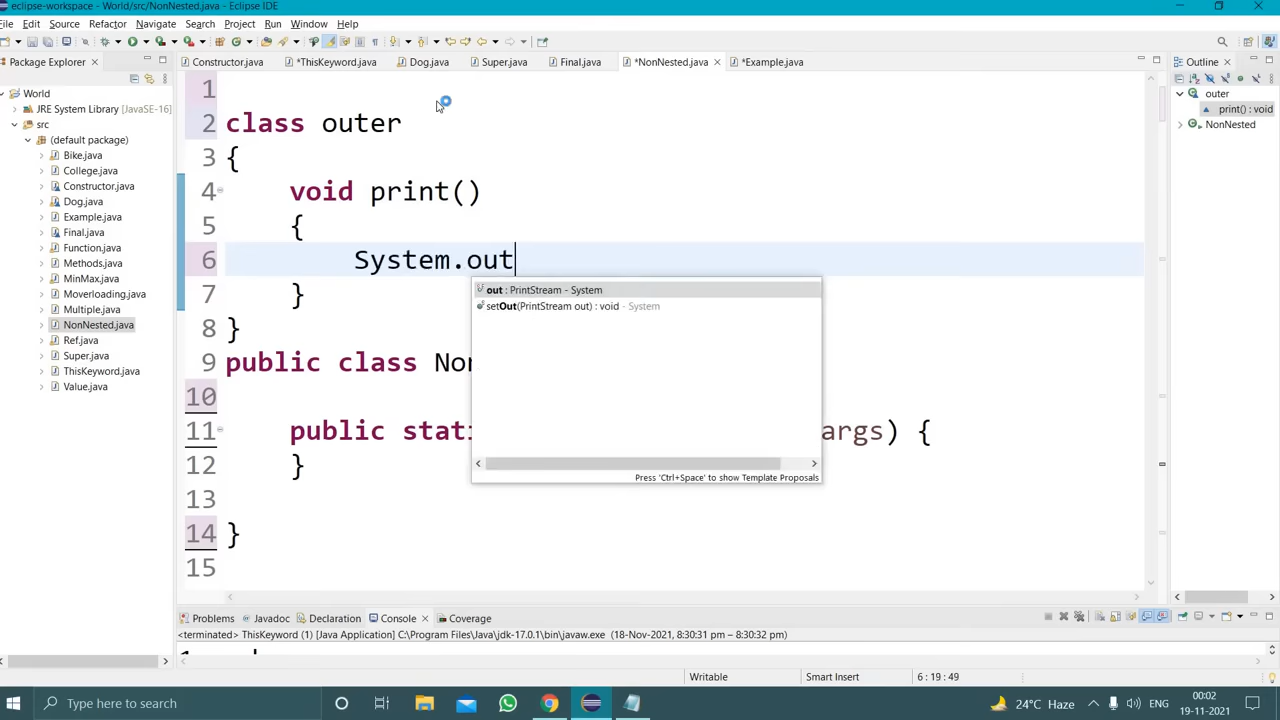 eclipse-workspace - World/src/NonNested.java - Eclipse IDE
File Edit Source Refactor Navigate Search Project Run Window Help
Package Explorer
Constructor.java *ThisKeyword.java Dog.java Super.java Final.java *NonNested.java *Example.java
Outline
World
JRE System Library [JavaSE-16]
src
(default package)
Bike.java
College.java
Constructor.java
Dog.java
Example.java
Final.java
Function.java
Methods.java
MinMax.java
Moverloading.java
Multiple.java
NonNested.java
Ref.java
Super.java
ThisKeyword.java
Value.java
1
2 class outer
3 {
4 void print()
5 {
6 System.out
7 }
8 }
9 public class Non
10
11 public stati args) {
12 }
13
14 }
15
out : PrintStream - System
setOut(PrintStream out) : void - System
Press 'Ctrl+Space' to show Template Proposals
outer
print() : void
NonNested
Problems Javadoc Declaration Console Coverage
<terminated> ThisKeyword (1) [Java Application] C:\Program Files\Java\jdk-17.0.1\bin\javaw.exe (18-Nov-2021, 8:30:31 pm – 8:30:32 pm)
Writable Smart Insert 6 : 19 : 49
Type here to search
24°C Haze
ENG
00:02
19-11-2021